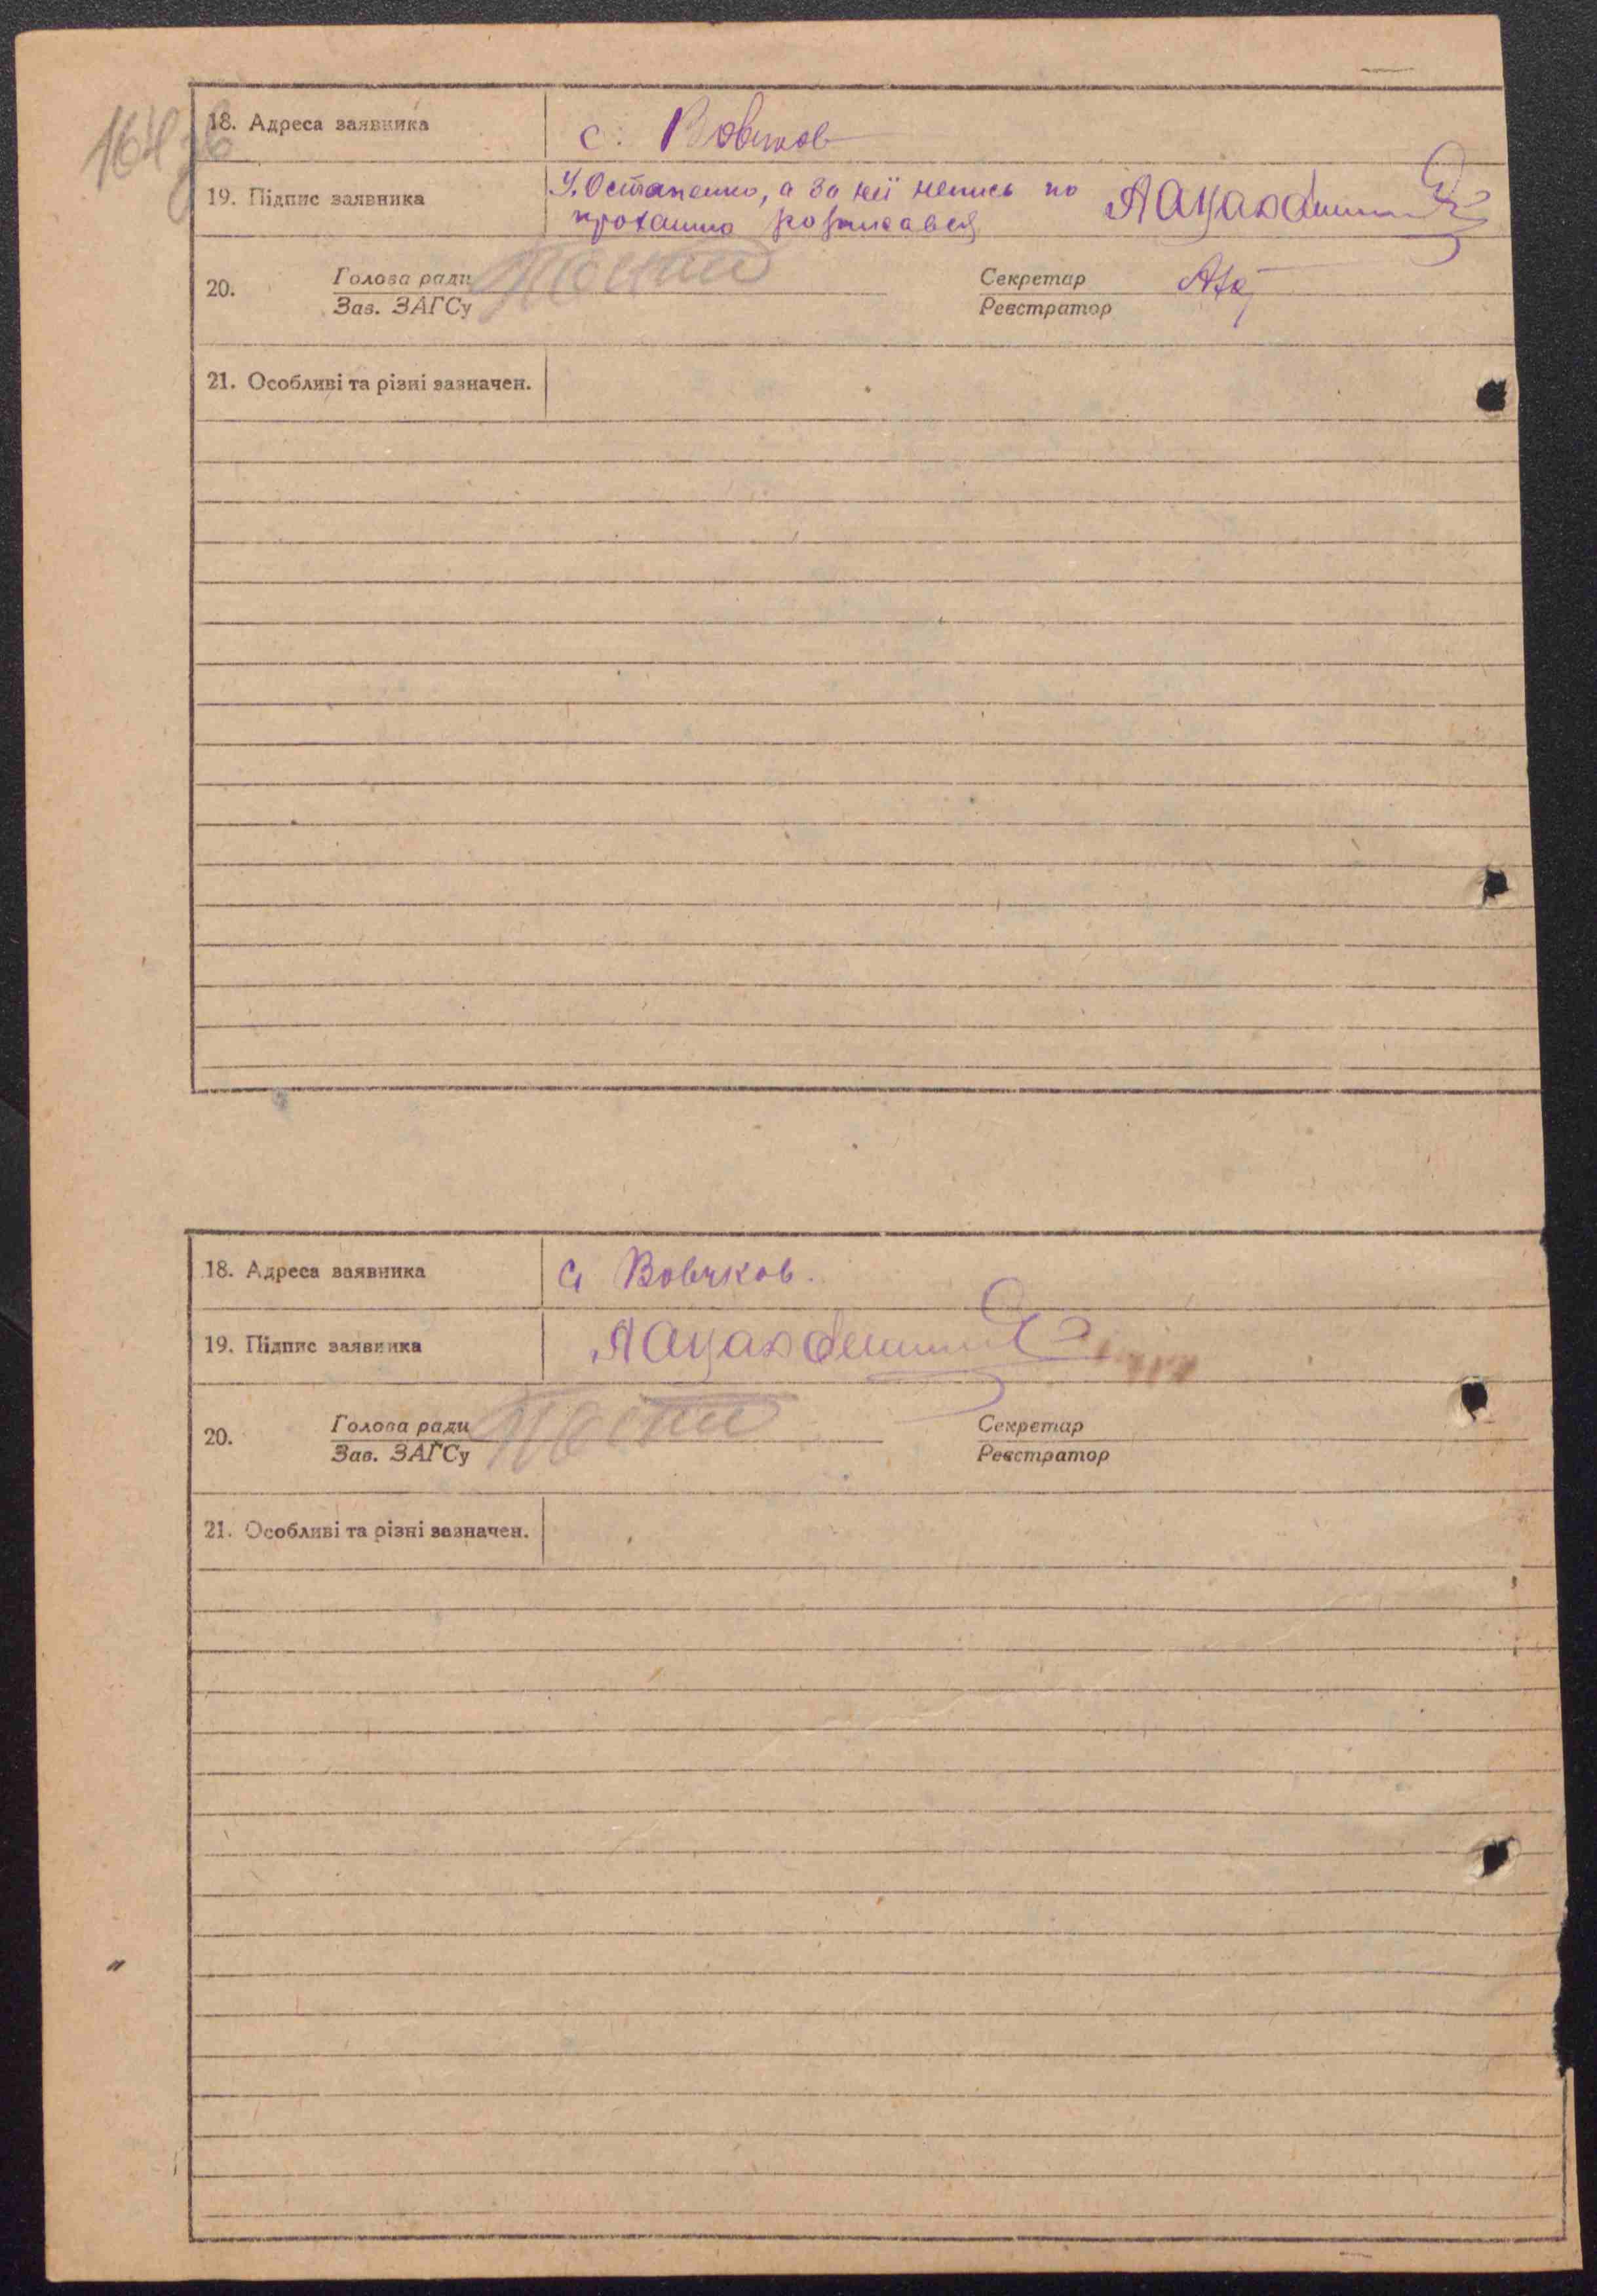 164 зв
18. Адреса заявника с. Вовчков
19. Підпис заявника У. Остапенко, а за неї непись по
проханню розписався
20. Голова ради Секретар
Зав. ЗАГСу Реєстратор
21. Особливі та різні зазначен.
18. Адреса заявника с Вовчков.
19. Підпис заявника
20. Голова ради Секретар
Зав. ЗАГСу Реєстратор
21. Особливі та різні зазначен.